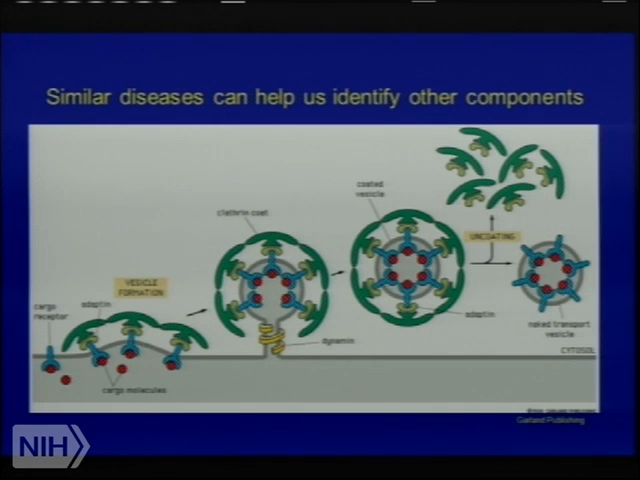 Similar diseases can help us identify other components
coated
vesicle
clathrin coat
UNCOATING
VESICLE
FORMATION
cargo
receptor
adaptin
adaptin
dynamin
naked transport
vesicle
CYTOSOL
cargo molecules
Garland Publishing
NIH